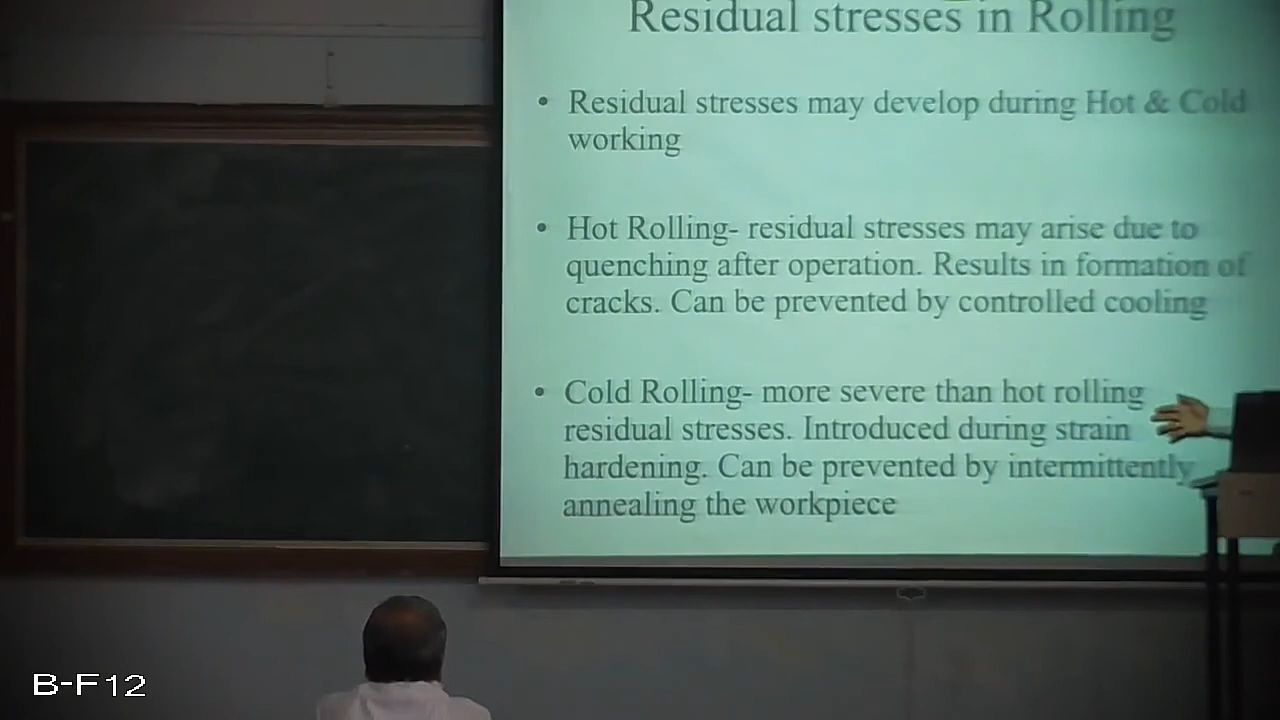 Residual stresses in Rolling
• Residual stresses may develop during Hot & Cold
working
• Hot Rolling- residual stresses may arise due to
quenching after operation. Results in formation of
cracks. Can be prevented by controlled cooling
• Cold Rolling- more severe than hot rolling
residual stresses. Introduced during strain
hardening. Can be prevented by intermittently
annealing the workpiece
B-F12